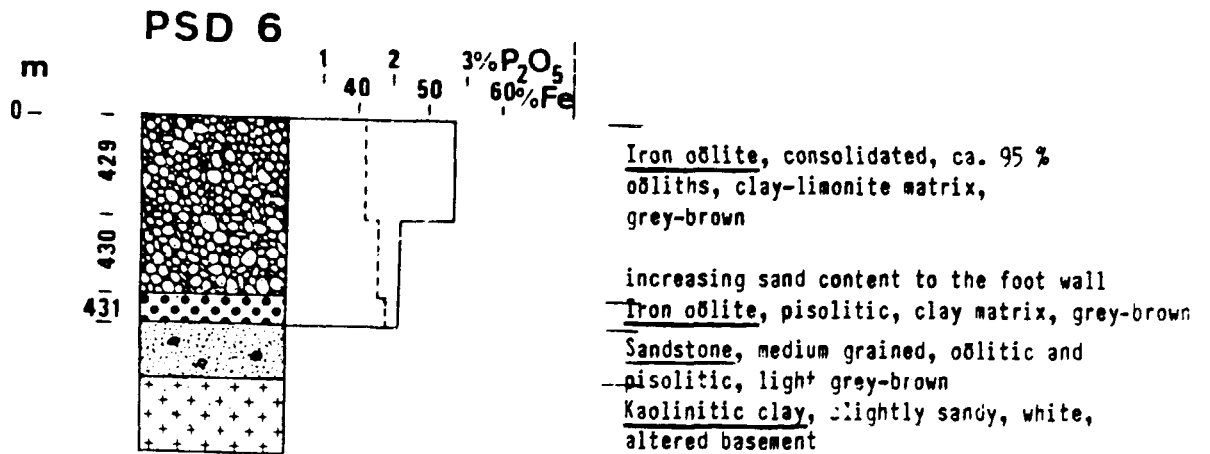 PSD 6
m
1 2 3% P2O5
40 50 60% Fe
0
429
430
431
Iron oölite, consolidated, ca. 95 %
oöliths, clay-limonite matrix,
grey-brown
increasing sand content to the foot wall
Iron oölite, pisolitic, clay matrix, grey-brown
Sandstone, medium grained, oölitic and
pisolitic, light grey-brown
Kaolinitic clay, slightly sandy, white,
altered basement